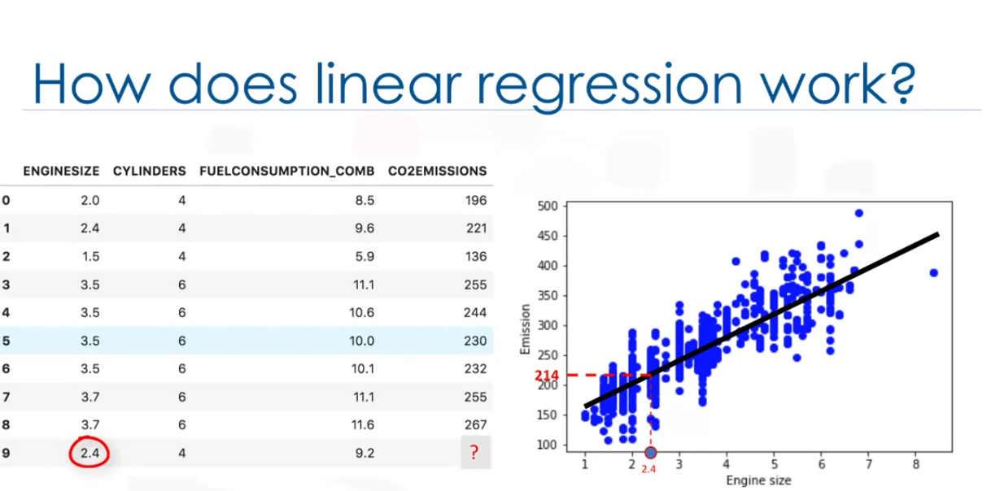 How does linear regression work?
ENGINESIZE CYLINDERS FUELCONSUMPTION_COMB CO2EMISSIONS
0 2.0 4 8.5 196
1 2.4 4 9.6 221
2 1.5 4 5.9 136
3 3.5 6 11.1 255
4 3.5 6 10.6 244
5 3.5 6 10.0 230
6 3.5 6 10.1 232
7 3.7 6 11.1 255
8 3.7 6 11.6 267
9 2.4 4 9.2 ?
500
450
400
350
300
250
214
200
150
100
Emission
1 2 3 4 5 6 7 8
2.4
Engine size